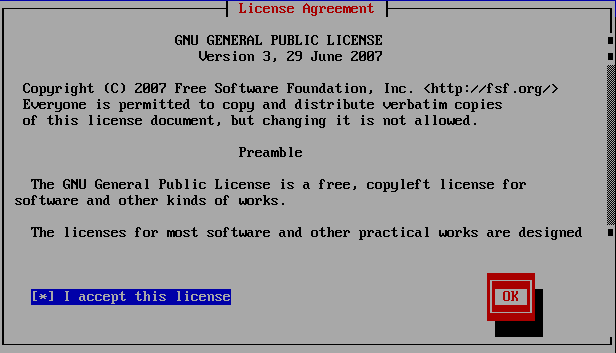 License Agreement
GNU GENERAL PUBLIC LICENSE
Version 3, 29 June 2007
Copyright (C) 2007 Free Software Foundation, Inc. <http://fsf.org/>
Everyone is permitted to copy and distribute verbatim copies
of this license document, but changing it is not allowed.
Preamble
The GNU General Public License is a free, copyleft license for
software and other kinds of works.
The licenses for most software and other practical works are designed
[*] I accept this license
OK